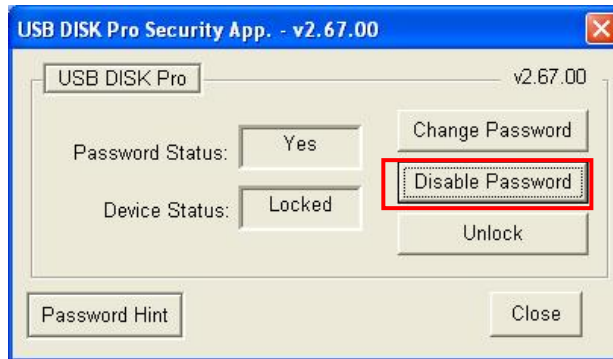 USB DISK Pro Security App. - v2.67.00
USB DISK Pro
v2.67.00
Password Status:
Yes
Device Status:
Locked
Change Password
Disable Password
Unlock
Password Hint
Close